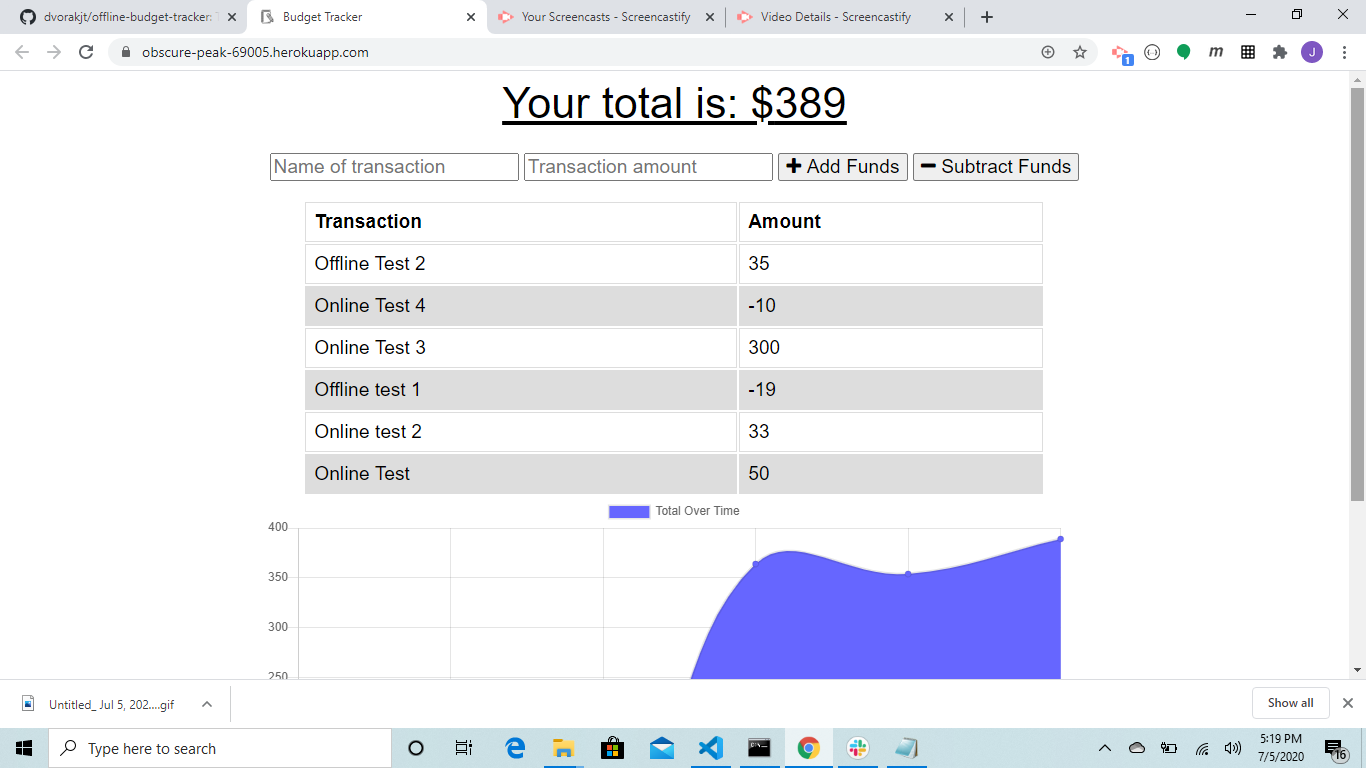 dvorakjt/offline-budget-tracker:
Budget Tracker
Your Screencasts - Screencastify
Video Details - Screencastify
obscure-peak-69005.herokuapp.com
m
1
J
Your total is: $389
Name of transaction Transaction amount Add Funds Subtract Funds
Transaction Amount
Offline Test 2 35
Online Test 4 -10
Online Test 3 300
Offline test 1 -19
Online test 2 33
Online Test 50
Total Over Time
400
350
300
250
Untitled_ Jul 5, 202....gif
Show all
Type here to search
5:19 PM
7/5/2020
16